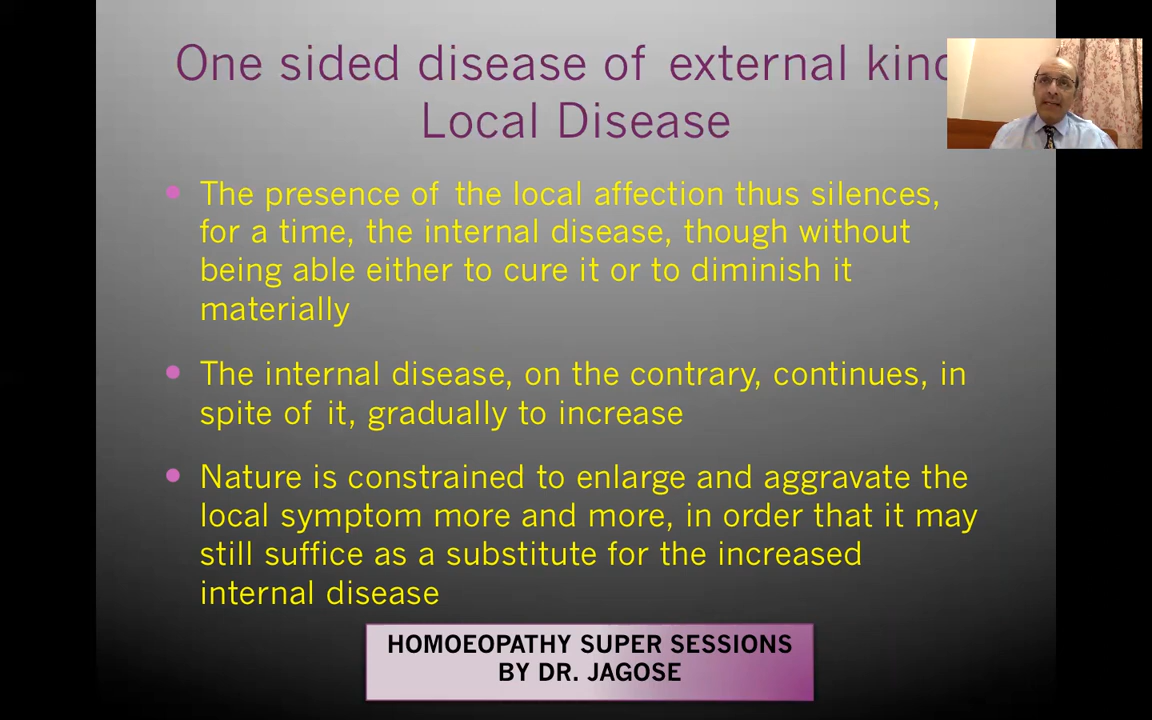 One sided disease of external
Local Disease
• The presence of the local affection thus silences,
for a time, the internal disease, though without
being able either to cure it or to diminish it
materially
• The internal disease, on the contrary, continues, in
spite of it, gradually to increase
• Nature is constrained to enlarge and aggravate the
local symptom more and more, in order that it may
still suffice as a substitute for the increased
internal disease
HOMOEOPATHY SUPER SESSIONS
BY DR. JAGOSE